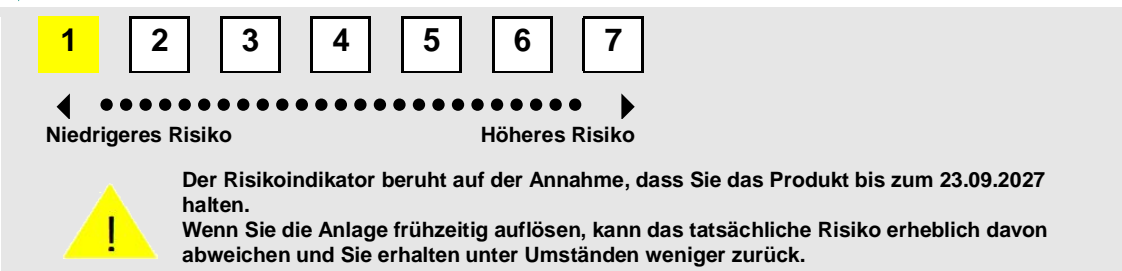 1 2 3 4 5 6 7
Niedrigeres Risiko Höheres Risiko
Der Risikoindikator beruht auf der Annahme, dass Sie das Produkt bis zum 23.09.2027
halten.
Wenn Sie die Anlage frühzeitig auflösen, kann das tatsächliche Risiko erheblich davon
abweichen und Sie erhalten unter Umständen weniger zurück.
!